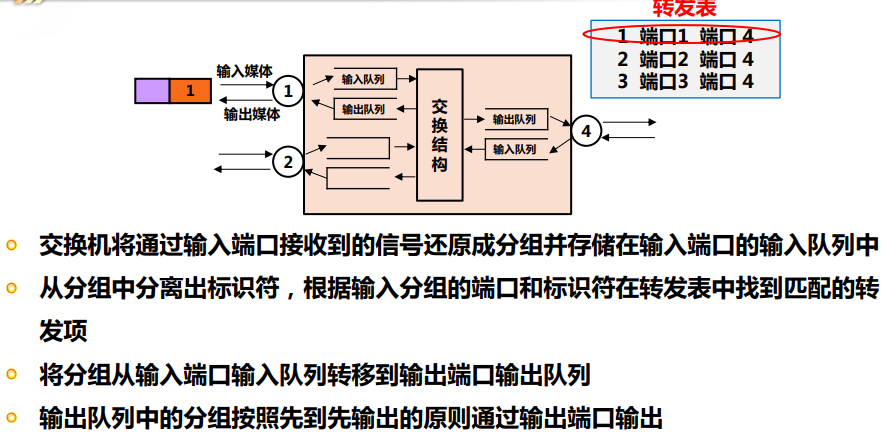 转发表
1 端口1 端口 4
2 端口2 端口 4
3 端口3 端口 4
输入媒体
1
输出媒体
1
输入队列
输出队列
交换结构
输出队列
输入队列
4
2
交换机将通过输入端口接收到的信号还原成分组并存储在输入端口的输入队列中
从分组中分离出标识符，根据输入分组的端口和标识符在转发表中找到匹配的转
发项
将分组从输入端口输入队列转移到输出端口输出队列
输出队列中的分组按照先到先输出的原则通过输出端口输出